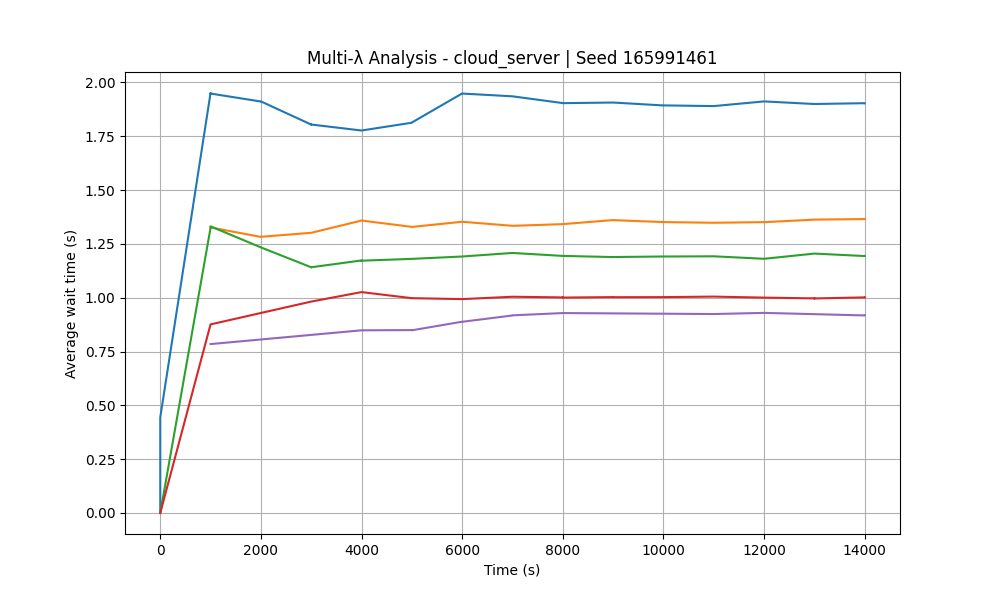 Multi-λ Analysis - cloud_server | Seed 165991461
Average wait time (s)
2.00
1.75
1.50
1.25
1.00
0.75
0.50
0.25
0.00
0 2000 4000 6000 8000 10000 12000 14000
Time (s)